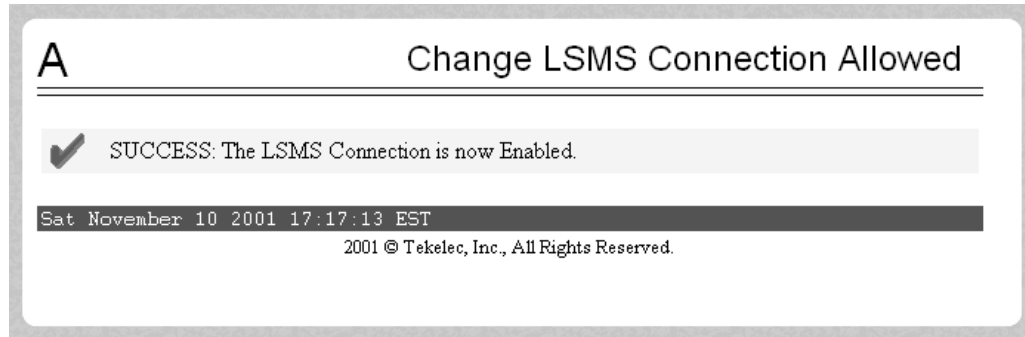 A
Change LSMS Connection Allowed
SUCCESS: The LSMS Connection is now Enabled.
Sat November 10 2001 17:17:13 EST
2001 © Tekelec, Inc., All Rights Reserved.